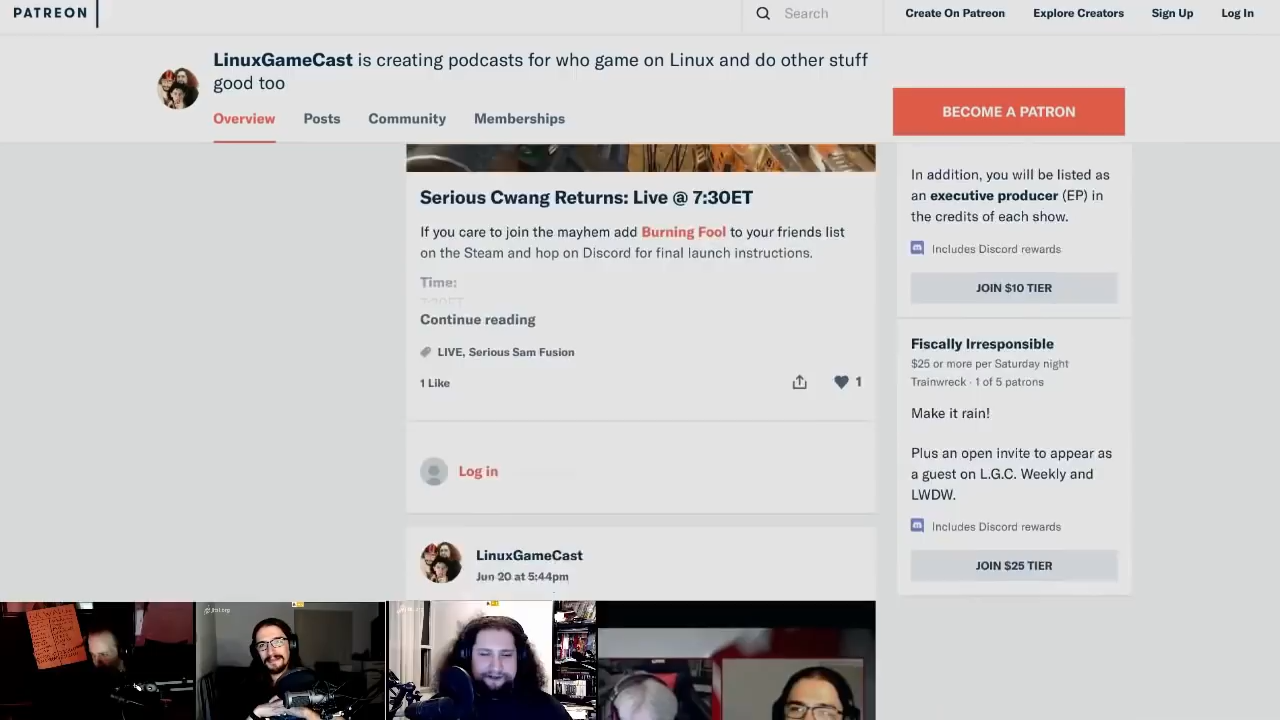 PATREON
Search
Create On Patreon
Explore Creators
Sign Up
Log In
LinuxGameCast is creating podcasts for who game on Linux and do other stuff
good too
Overview
Posts
Community
Memberships
BECOME A PATRON
Serious Cwang Returns: Live @ 7:30ET
If you care to join the mayhem add Burning Fool to your friends list
on the Steam and hop on Discord for final launch instructions.
Time:
7:30ET
Continue reading
LIVE, Serious Sam Fusion
1 Like
1
Log in
LinuxGameCast
Jun 20 at 5:44pm
In addition, you will be listed as
an executive producer (EP) in
the credits of each show.
Includes Discord rewards
JOIN $10 TIER
Fiscally Irresponsible
$25 or more per Saturday night
Trainwreck · 1 of 5 patrons
Make it rain!
Plus an open invite to appear as
a guest on L.G.C. Weekly and
LWDW.
Includes Discord rewards
JOIN $25 TIER
jitsi.org